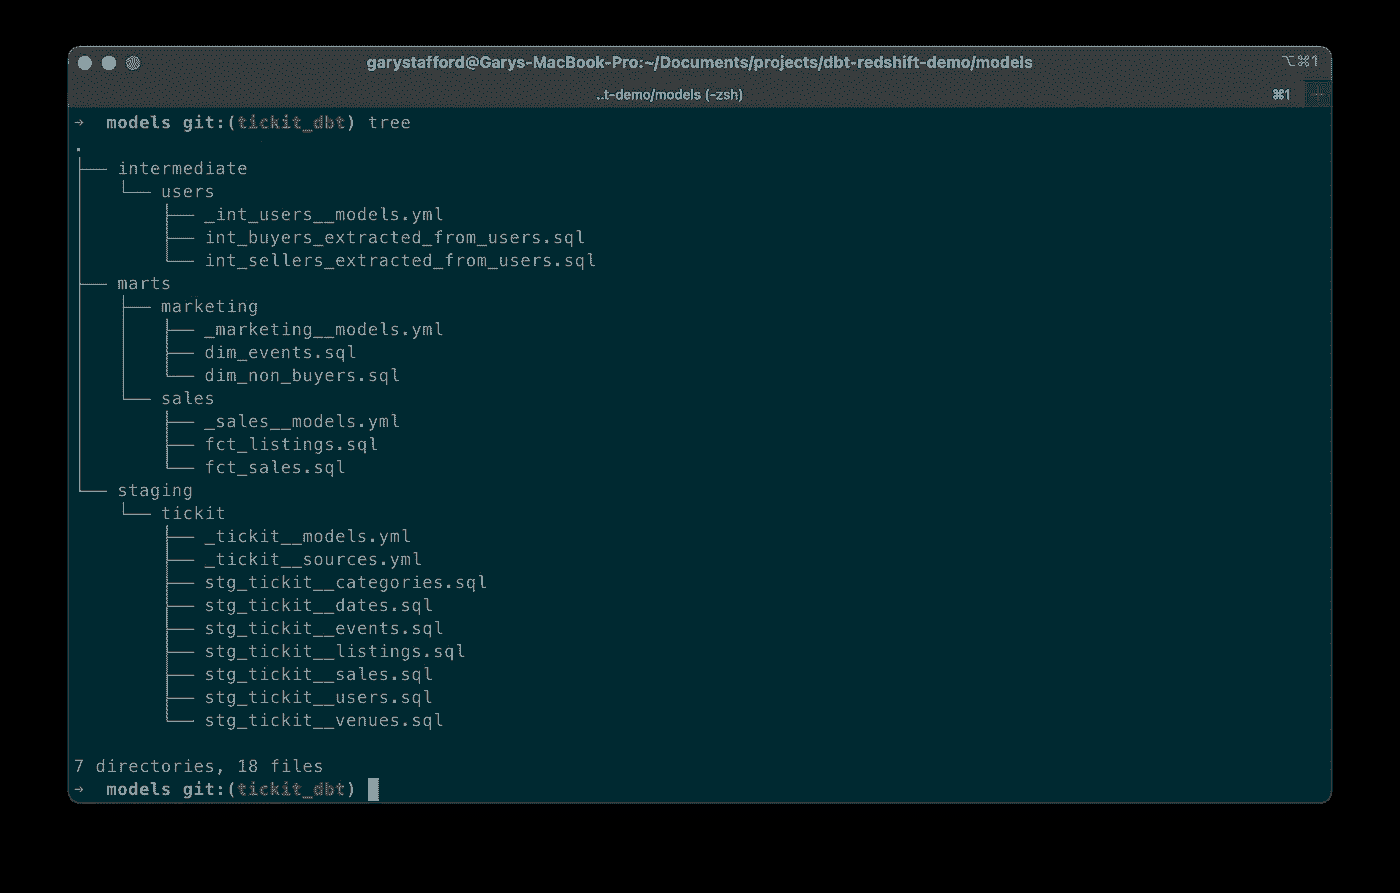 garystafford@Garys-MacBook-Pro:~/Documents/projects/dbt-redshift-demo/models ⌥⌘1
..t-demo/models (-zsh) ⌘1 +
→ models git:(tickit_dbt) tree
.
├── intermediate
│   └── users
│       ├── _int_users__models.yml
│       ├── int_buyers_extracted_from_users.sql
│       └── int_sellers_extracted_from_users.sql
├── marts
│   ├── marketing
│   │   ├── _marketing__models.yml
│   │   ├── dim_events.sql
│   │   └── dim_non_buyers.sql
│   └── sales
│       ├── _sales__models.yml
│       ├── fct_listings.sql
│       └── fct_sales.sql
└── staging
    └── tickit
        ├── _tickit__models.yml
        ├── _tickit__sources.yml
        ├── stg_tickit__categories.sql
        ├── stg_tickit__dates.sql
        ├── stg_tickit__events.sql
        ├── stg_tickit__listings.sql
        ├── stg_tickit__sales.sql
        ├── stg_tickit__users.sql
        └── stg_tickit__venues.sql
7 directories, 18 files
→ models git:(tickit_dbt)